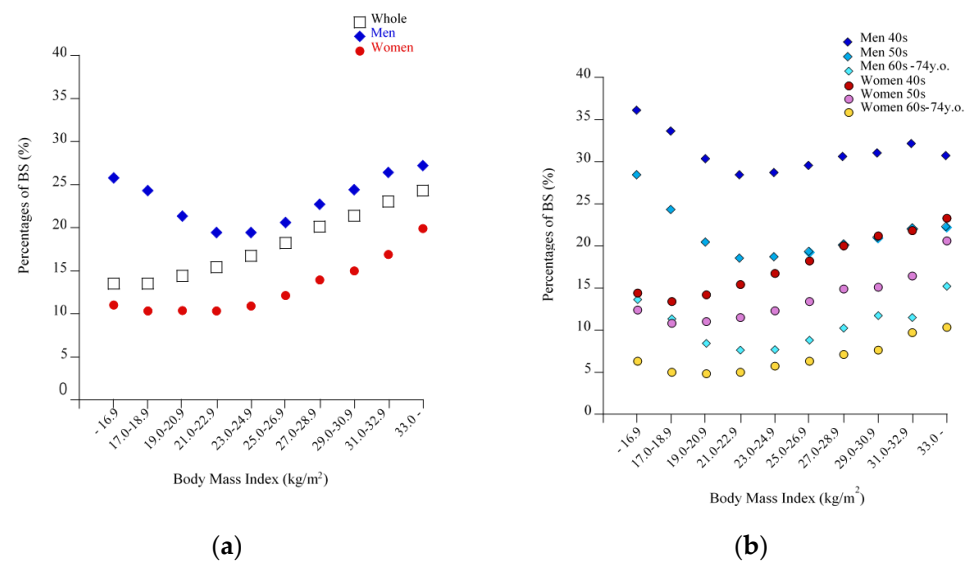 Whole
Men
Women
40
35
30
25
20
15
10
5
0
Percentages of BS (%)
- 16.9
17.0-18.9
19.0-20.9
21.0-22.9
23.0-24.9
25.0-26.9
27.0-28.9
29.0-30.9
31.0-32.9
33.0 -
Body Mass Index (kg/m²)
(a)
Men 40s
Men 50s
Men 60s -74y.o.
Women 40s
Women 50s
Women 60s-74y.o.
40
35
30
25
20
15
10
5
0
Percentages of BS (%)
- 16.9
17.0-18.9
19.0-20.9
21.0-22.9
23.0-24.9
25.0-26.9
27.0-28.9
29.0-30.9
31.0-32.9
33.0 -
Body Mass Index (kg/m²)
(b)